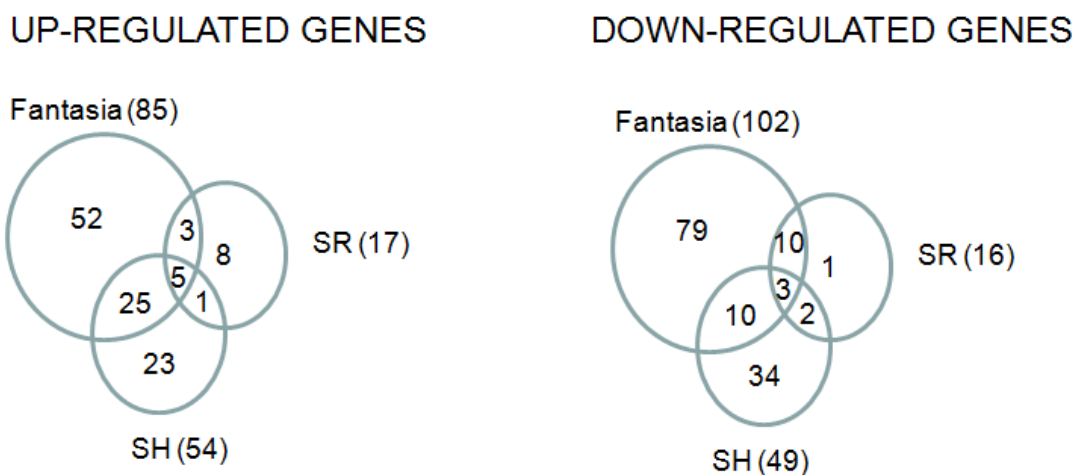 UP-REGULATED GENES
Fantasia (85)
52
3
8
SR (17)
5
25
1
23
SH (54)
DOWN-REGULATED GENES
Fantasia (102)
79
10
1
SR (16)
3
10
2
34
SH (49)